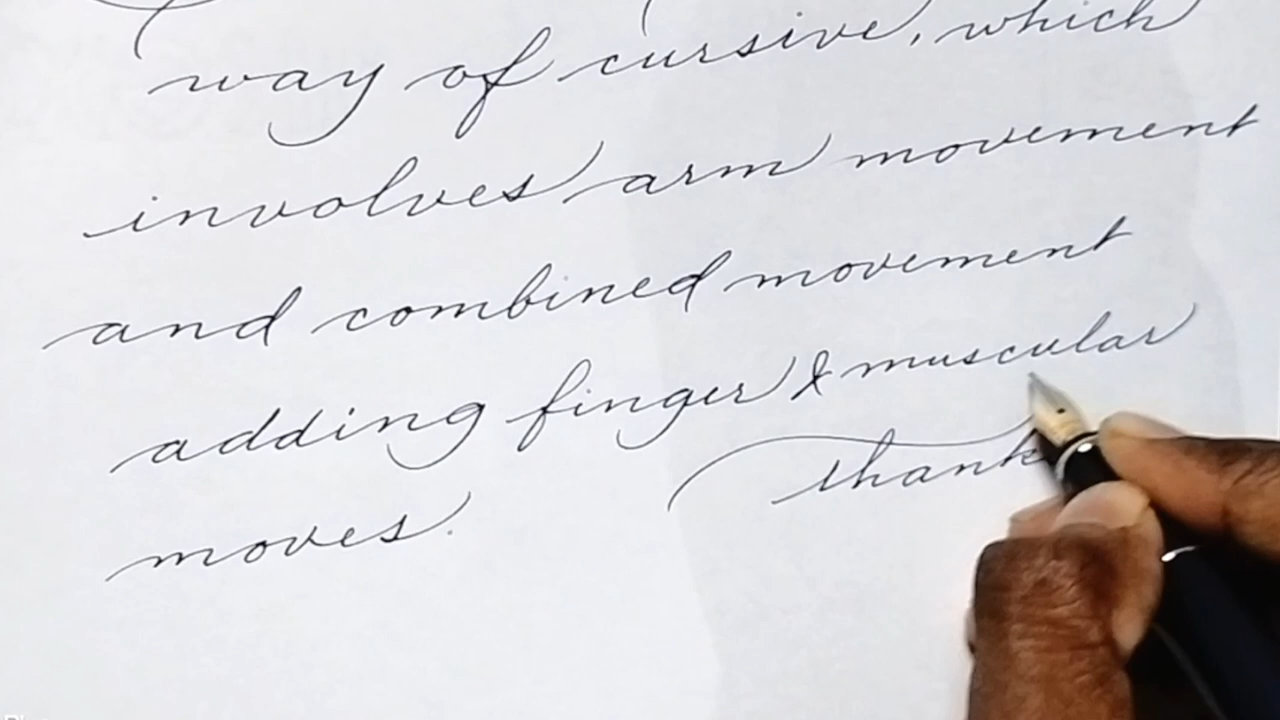 way of cursive, which
involves arm movement
and combined movement
adding finger & muscular
thank
moves.